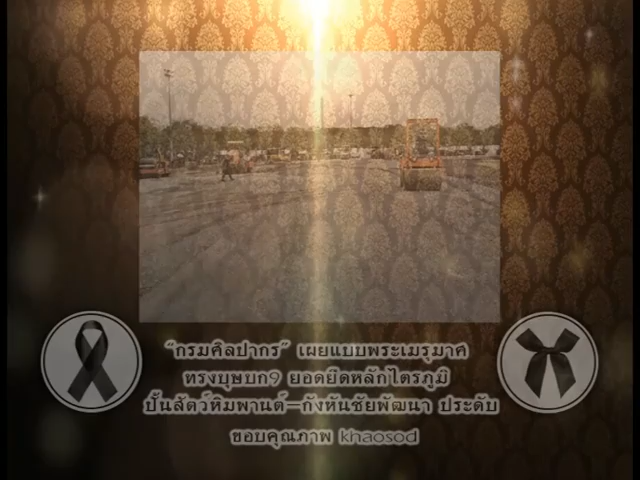 "กรมศิลปากร" เผยแบบพระเมรุมาศ
ทรงบุษบก9 ยอดยึดหลักไตรภูมิ
ปั้นสัตว์หิมพานต์-กังหันชัยพัฒนา ประดับ
ขอบคุณภาพ khaosod